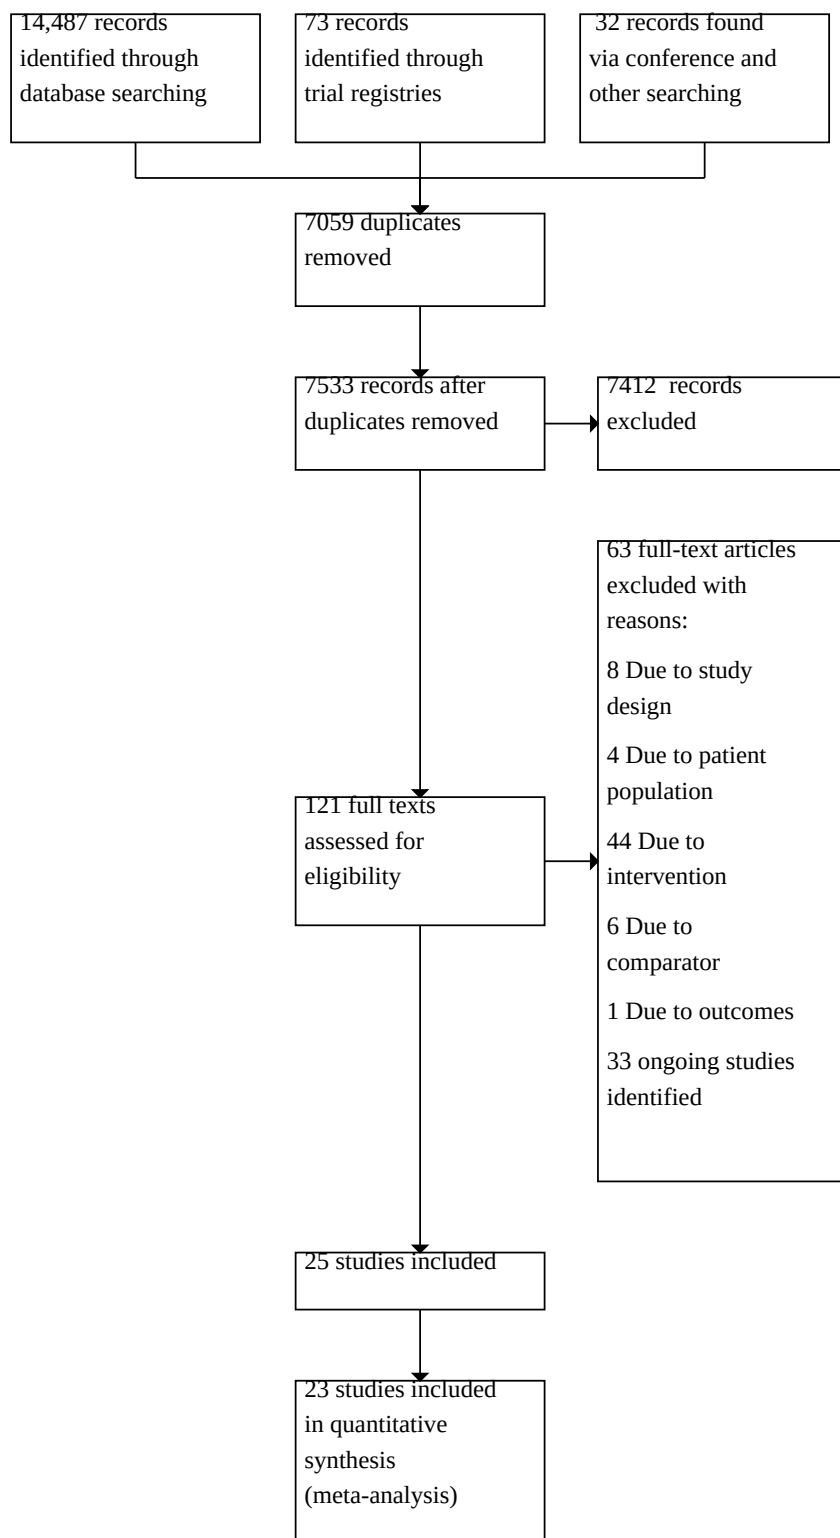 14,487 records
identified through
database searching
73 records
identified through
trial registries
32 records found
via conference and
other searching
7059 duplicates
removed
7533 records after
duplicates removed
7412 records
excluded
63 full-text articles
excluded with
reasons:
8 Due to study
design
4 Due to patient
population
44 Due to
intervention
6 Due to
comparator
1 Due to outcomes
33 ongoing studies
identified
121 full texts
assessed for
eligibility
25 studies included
23 studies included
in quantitative
synthesis
(meta-analysis)